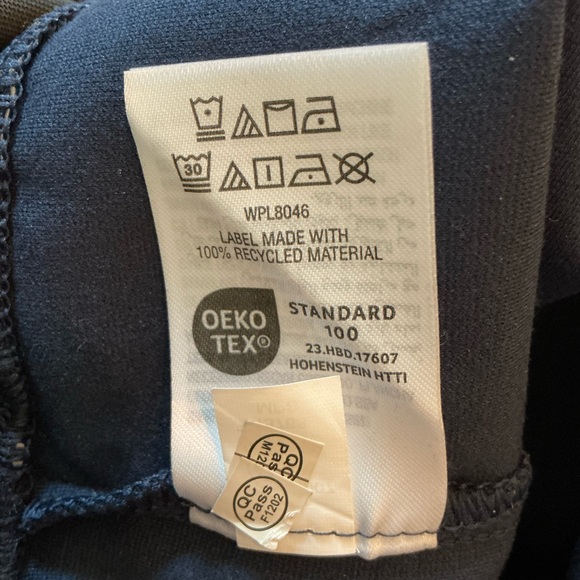 30
WPL8046
LABEL MADE WITH
100% RECYCLED MATERIAL
OEKO
TEX®
STANDARD
100
23.HBD.17607
HOHENSTEIN HTTI
QC
Pass
QC
Pass
F1202